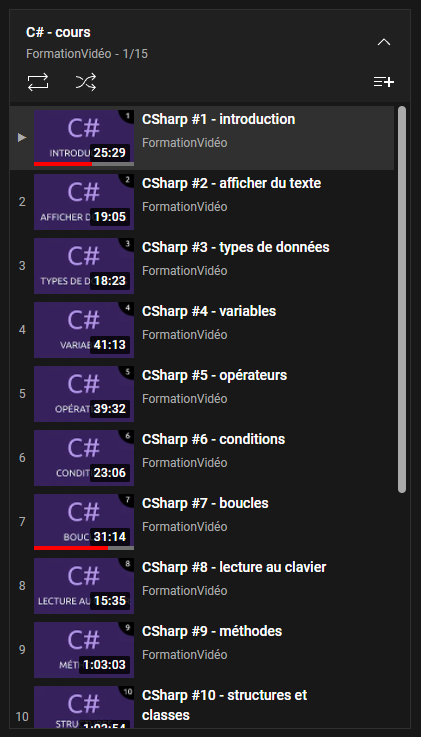 C# - cours
FormationVidéo - 1/15
C#
1
INTRODU
25:29
CSharp #1 - introduction
FormationVidéo
2
C#
2
AFFICHER D
19:05
CSharp #2 - afficher du texte
FormationVidéo
3
C#
3
TYPES DE D
18:23
CSharp #3 - types de données
FormationVidéo
4
C#
4
VARIAB
41:13
CSharp #4 - variables
FormationVidéo
5
C#
5
OPÉRAT
39:32
CSharp #5 - opérateurs
FormationVidéo
6
C#
6
CONDIT
23:06
CSharp #6 - conditions
FormationVidéo
7
C#
7
BOUC
31:14
CSharp #7 - boucles
FormationVidéo
8
C#
8
LECTURE AU
15:35
CSharp #8 - lecture au clavier
FormationVidéo
9
C#
9
MÉT
1:03:03
CSharp #9 - méthodes
FormationVidéo
10
C#
10
STRU
1:02:54
CSharp #10 - structures et
classes